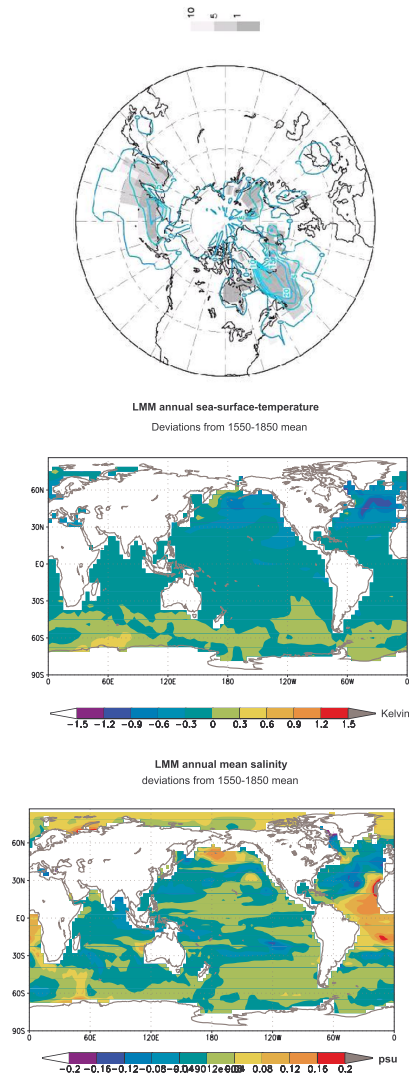 10 5 1
LMM annual sea-surface-temperature
Deviations from 1550-1850 mean
60N
30N
EQ
30S
60S
90S
0 60E 120E 180 120W 60W 0
-1.5 -1.2 -0.9 -0.6 -0.3 0 0.3 0.6 0.9 1.2 1.5 Kelvin
LMM annual mean salinity
deviations from 1550-1850 mean
60N
30N
EQ
30S
60S
90S
0 60E 120E 180 120W 60W 0
-0.2 -0.16 -0.12 -0.08 0.08 0.12 0.16 0.2 psu